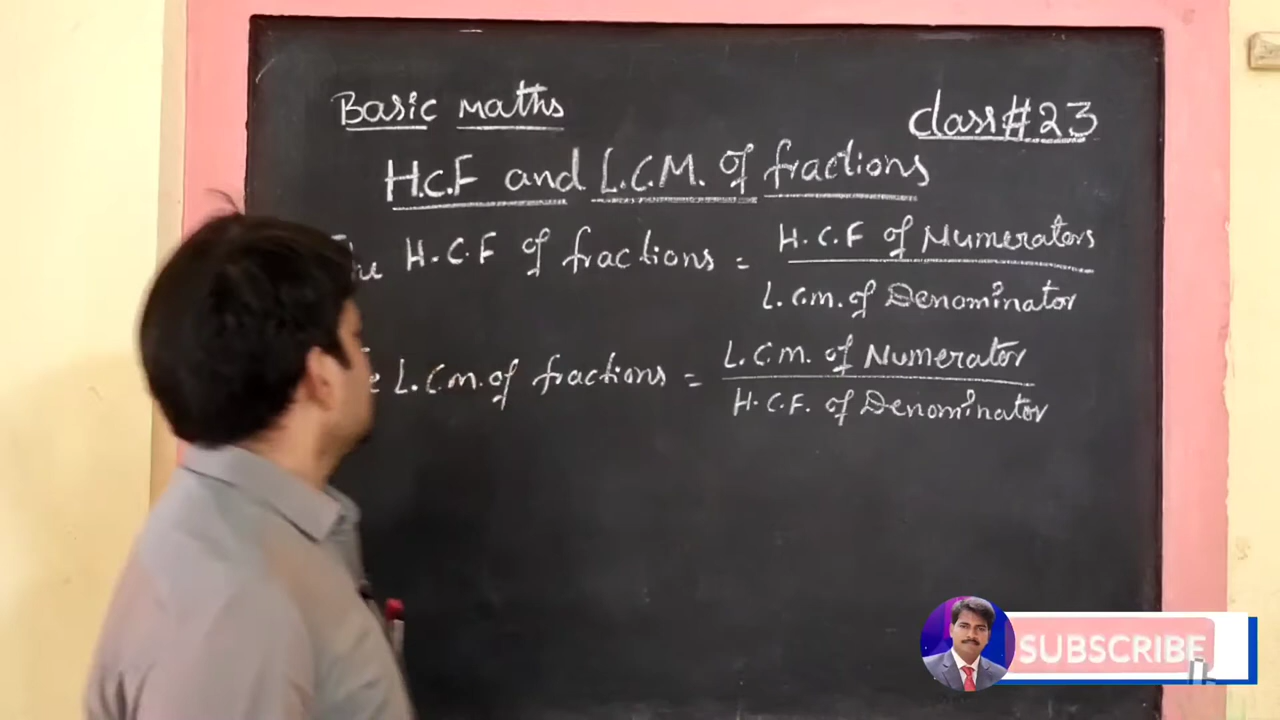 Basic maths
class#23
H.C.F and L.C.M. of fractions
The H.C.F of fractions = H.C.F of Numerators
L.C.m. of Denominator
L.C.m. of fractions = L.C.m. of Numerator
H.C.F. of Denominator
SUBSCRIBE